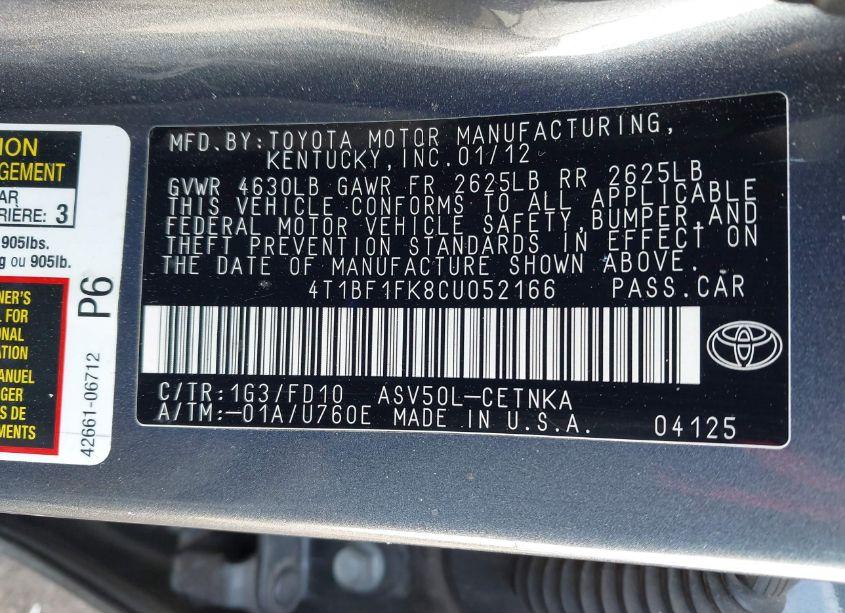 MFD.BY:TOYOTA MOTOR MANUFACTURING,
KENTUCKY,INC.01/12
GVWR 4630LB GAWR FR 2625LB RR 2625LB
THIS VEHICLE CONFORMS TO ALL APPLICABLE
FEDERAL MOTOR VEHICLE SAFETY,BUMPER,AND
THEFT PREVENTION STANDARDS IN EFFECT ON
THE DATE OF MANUFACTURE SHOWN ABOVE.
4T1BF1FK8CU052166 PASS.CAR
C/TR:1G3/FD10 ASV50L-CETNKA
A/TM:-01A/U760E MADE IN U.S.A.
04125
ION
AGEMENT
AR
RIÈRE: 3
905lbs.
g ou 905lb.
NER'S
L FOR
ONAL
ATION
ANUEL
GER
S DE
MENTS
P6
42661-06712